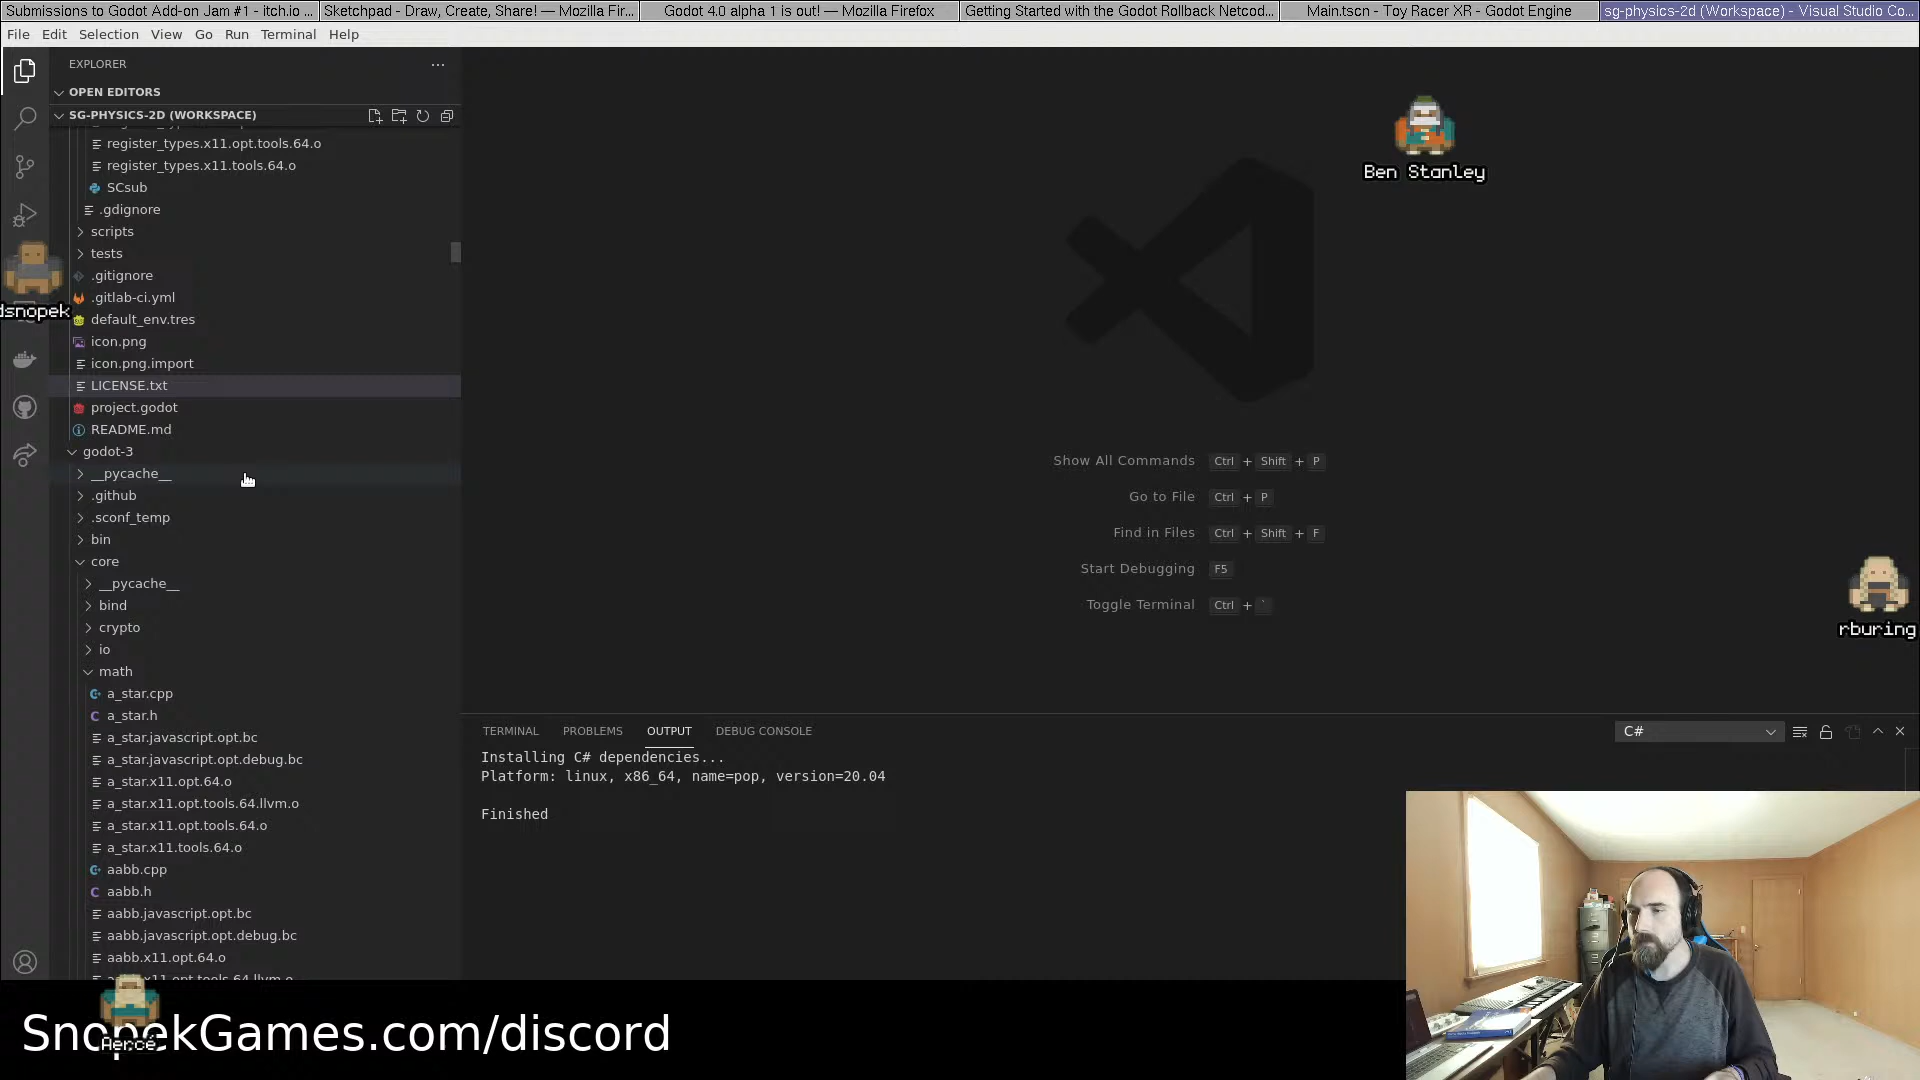 Submissions to Godot Add-on Jam #1 - itch.io ...
Sketchpad - Draw, Create, Share! — Mozilla Fir...
Godot 4.0 alpha 1 is out! — Mozilla Firefox
Getting Started with the Godot Rollback Netcod...
Main.tscn - Toy Racer XR - Godot Engine
sg-physics-2d (Workspace) - Visual Studio Co...
File Edit Selection View Go Run Terminal Help
EXPLORER
OPEN EDITORS
SG-PHYSICS-2D (WORKSPACE)
register_types.x11.opt.tools.64.o
register_types.x11.tools.64.o
SCsub
.gdignore
scripts
tests
.gitignore
.gitlab-ci.yml
default_env.tres
icon.png
icon.png.import
LICENSE.txt
project.godot
README.md
godot-3
__pycache__
.github
.sconf_temp
bin
core
__pycache__
bind
crypto
io
math
a_star.cpp
a_star.h
a_star.javascript.opt.bc
a_star.javascript.opt.debug.bc
a_star.x11.opt.64.o
a_star.x11.opt.tools.64.llvm.o
a_star.x11.opt.tools.64.o
a_star.x11.tools.64.o
aabb.cpp
aabb.h
aabb.javascript.opt.bc
aabb.javascript.opt.debug.bc
aabb.x11.opt.64.o
dsnopek
Ben Stanley
rburing
Show All Commands Ctrl + Shift + P
Go to File Ctrl + P
Find in Files Ctrl + Shift + F
Start Debugging F5
Toggle Terminal Ctrl + `
TERMINAL PROBLEMS OUTPUT DEBUG CONSOLE
C#
Installing C# dependencies...
Platform: linux, x86_64, name=pop, version=20.04
Finished
SnopekGames.com/discord